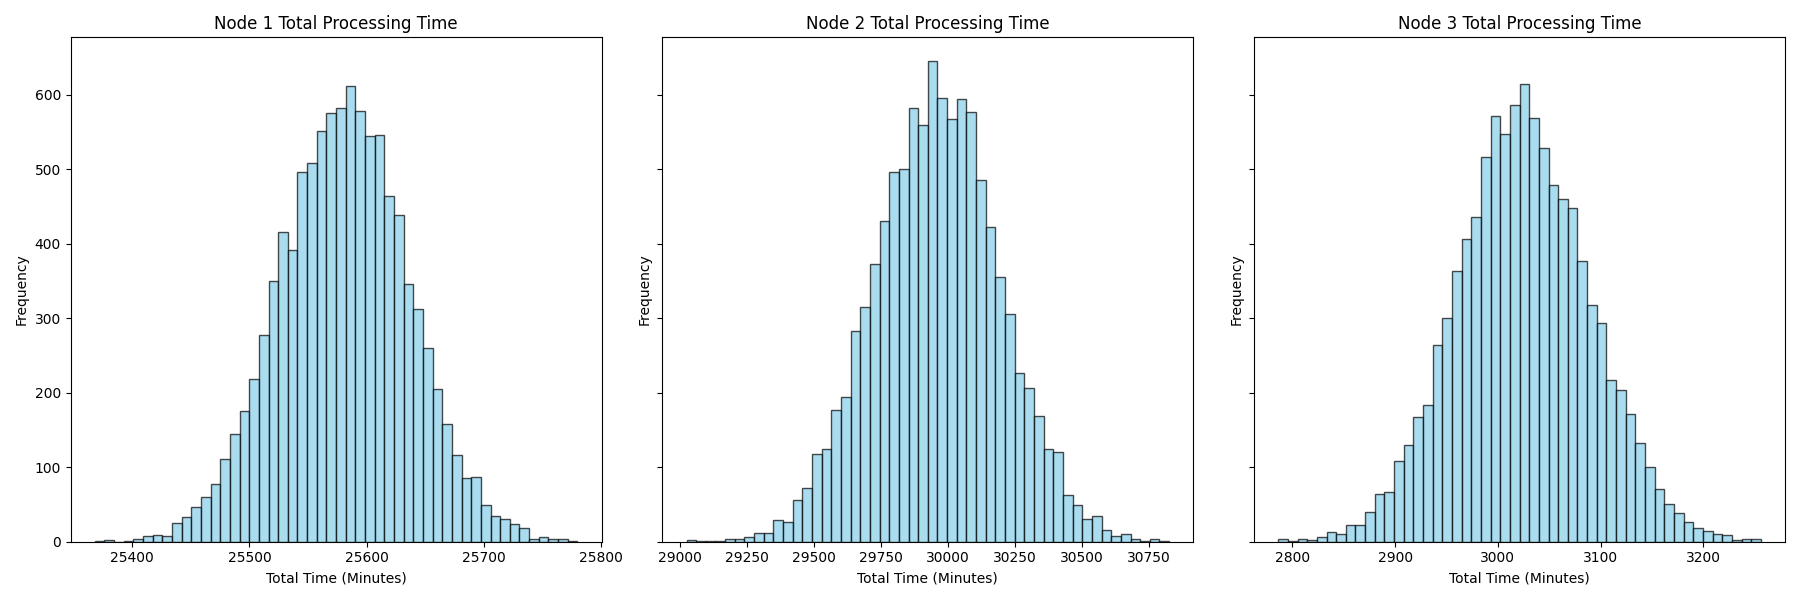 Node 1 Total Processing Time
Frequency
0
100
200
300
400
500
600
25400 25500 25600 25700 25800
Total Time (Minutes)
Node 2 Total Processing Time
Frequency
29000 29250 29500 29750 30000 30250 30500 30750
Total Time (Minutes)
Node 3 Total Processing Time
Frequency
2800 2900 3000 3100 3200
Total Time (Minutes)